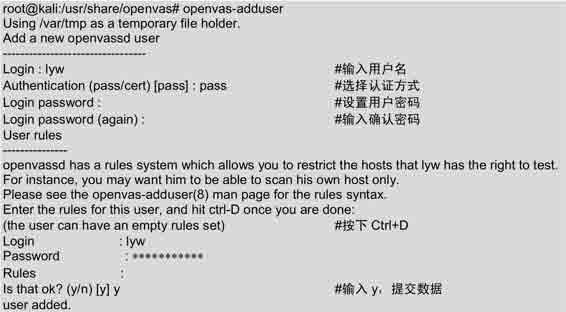 root@kali:/usr/share/openvas# openvas-adduser
Using /var/tmp as a temporary file holder.
Add a new openvassd user
---------------------------------
Login : lyw #输入用户名
Authentication (pass/cert) [pass] : pass #选择认证方式
Login password : #设置用户密码
Login password (again) : #输入确认密码
User rules
---------------
openvassd has a rules system which allows you to restrict the hosts that lyw has the right to test.
For instance, you may want him to be able to scan his own host only.
Please see the openvas-adduser(8) man page for the rules syntax.
Enter the rules for this user, and hit ctrl-D once you are done:
(the user can have an empty rules set) #按下 Ctrl+D
Login : lyw
Password : ***********
Rules :
Is that ok? (y/n) [y] y #输入 y，提交数据
user added.